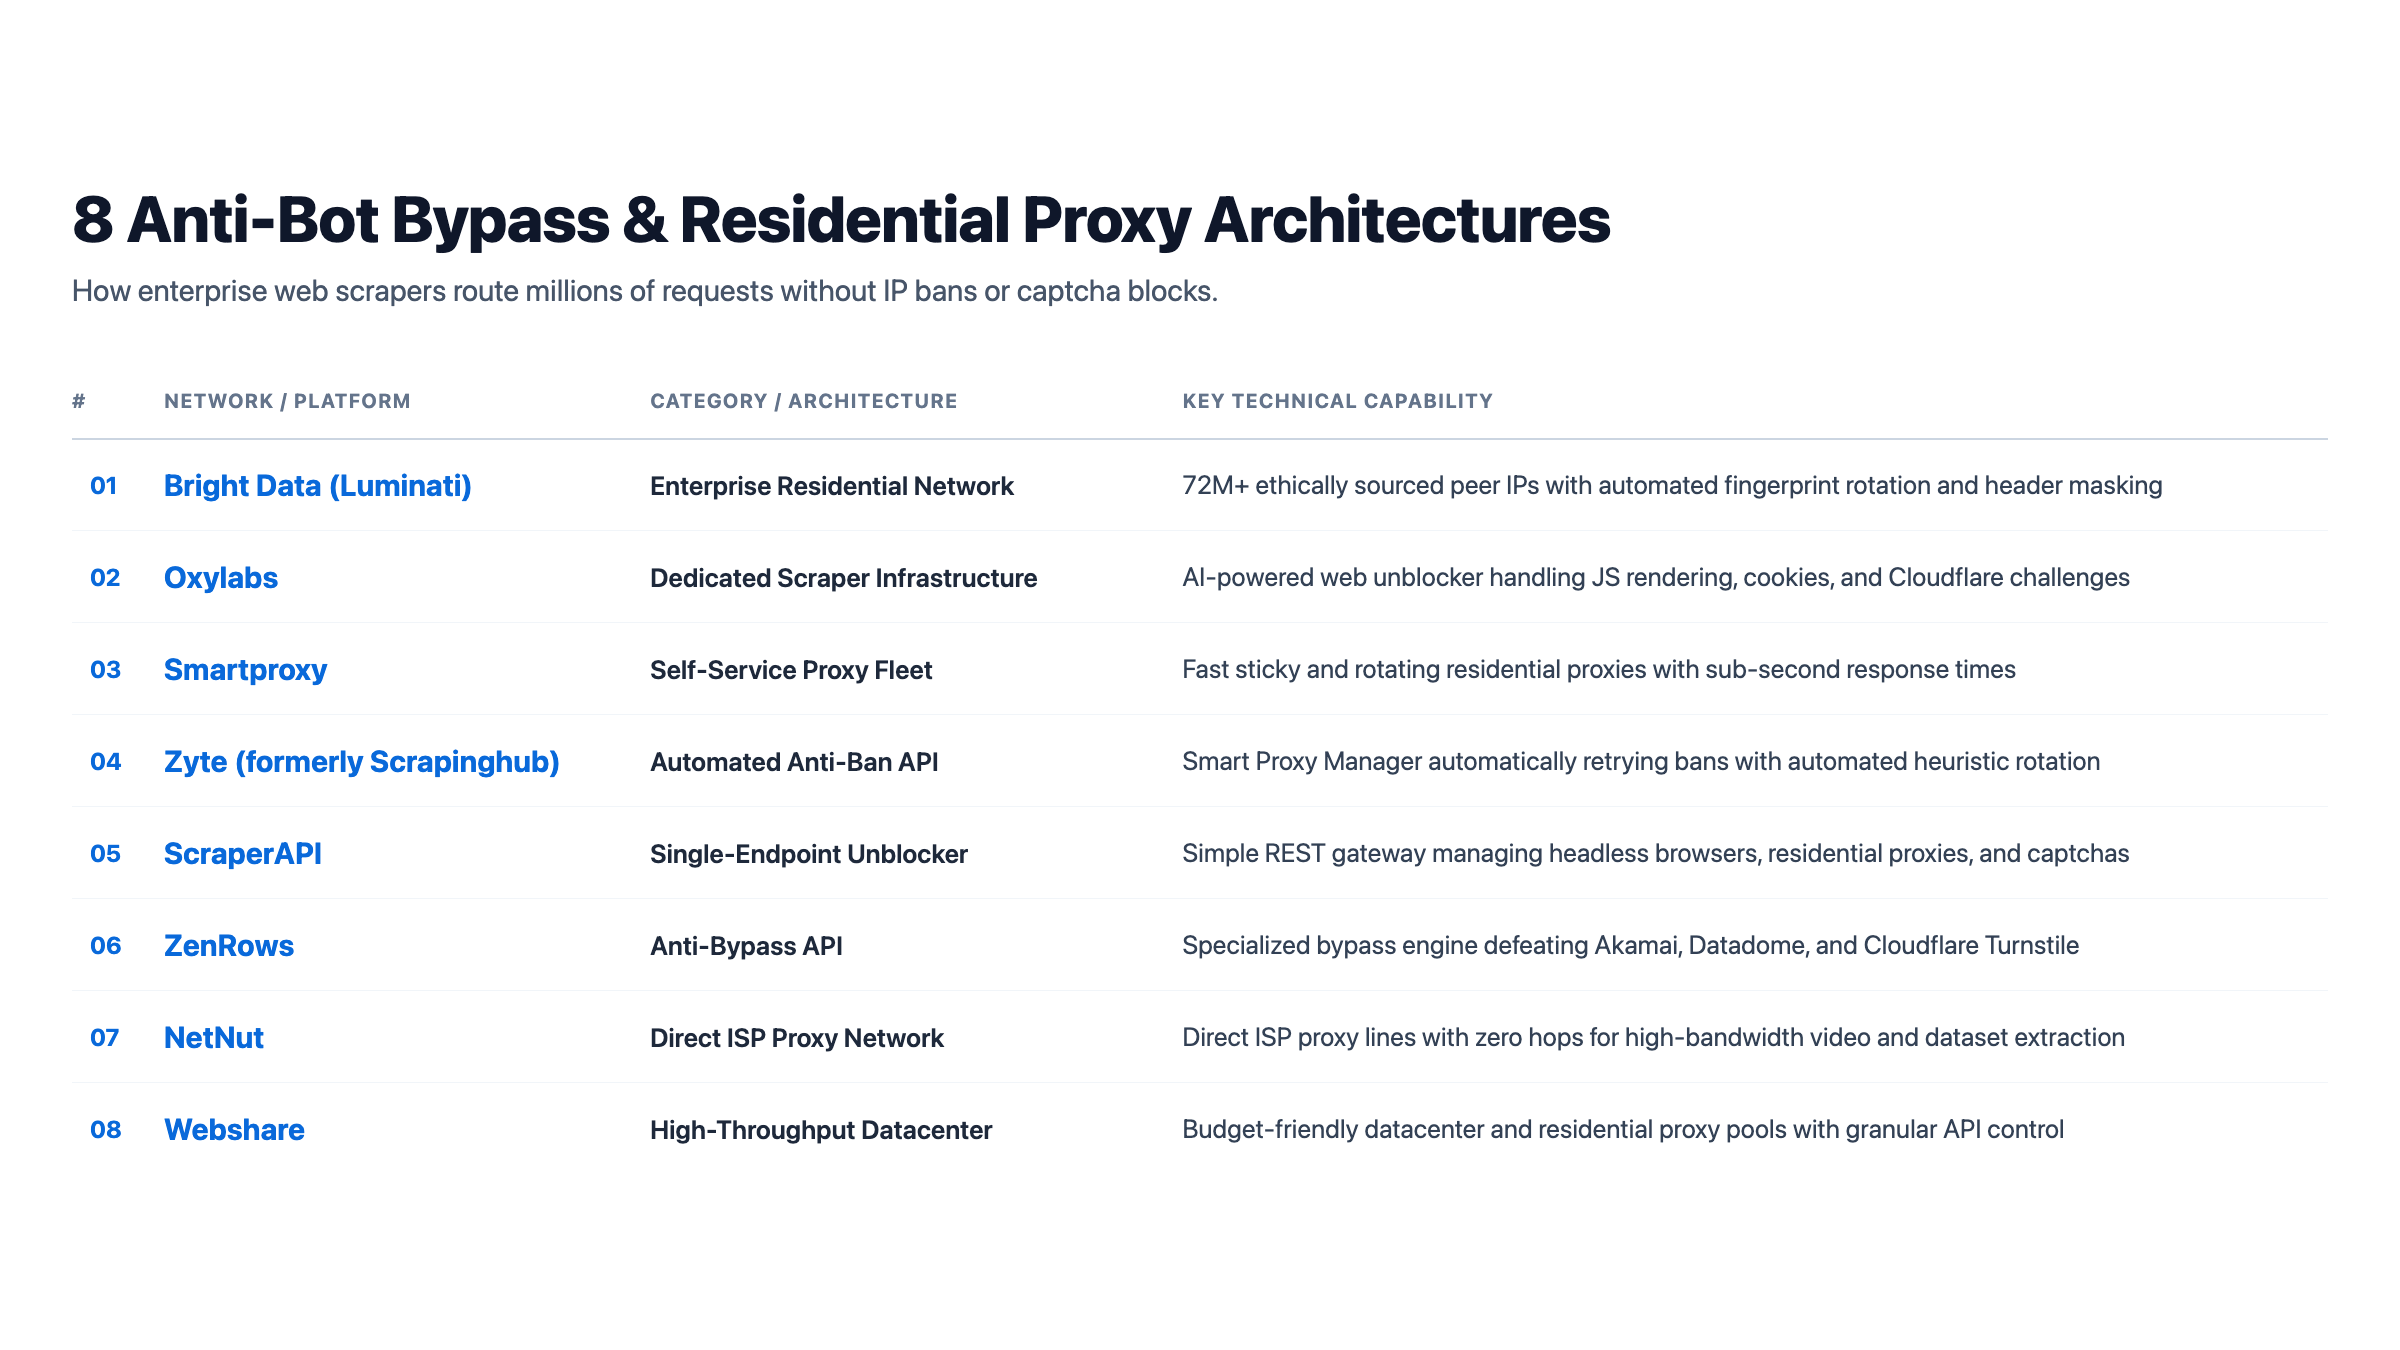 8 Anti-Bot Bypass & Residential Proxy Architectures
How enterprise web scrapers route millions of requests without IP bans or captcha blocks.
# NETWORK / PLATFORM CATEGORY / ARCHITECTURE KEY TECHNICAL CAPABILITY
01 Bright Data (Luminati) Enterprise Residential Network 72M+ ethically sourced peer IPs with automated fingerprint rotation and header masking
02 Oxylabs Dedicated Scraper Infrastructure AI-powered web unblocker handling JS rendering, cookies, and Cloudflare challenges
03 Smartproxy Self-Service Proxy Fleet Fast sticky and rotating residential proxies with sub-second response times
04 Zyte (formerly Scrapinghub) Automated Anti-Ban API Smart Proxy Manager automatically retrying bans with automated heuristic rotation
05 ScraperAPI Single-Endpoint Unblocker Simple REST gateway managing headless browsers, residential proxies, and captchas
06 ZenRows Anti-Bypass API Specialized bypass engine defeating Akamai, Datadome, and Cloudflare Turnstile
07 NetNut Direct ISP Proxy Network Direct ISP proxy lines with zero hops for high-bandwidth video and dataset extraction
08 Webshare High-Throughput Datacenter Budget-friendly datacenter and residential proxy pools with granular API control